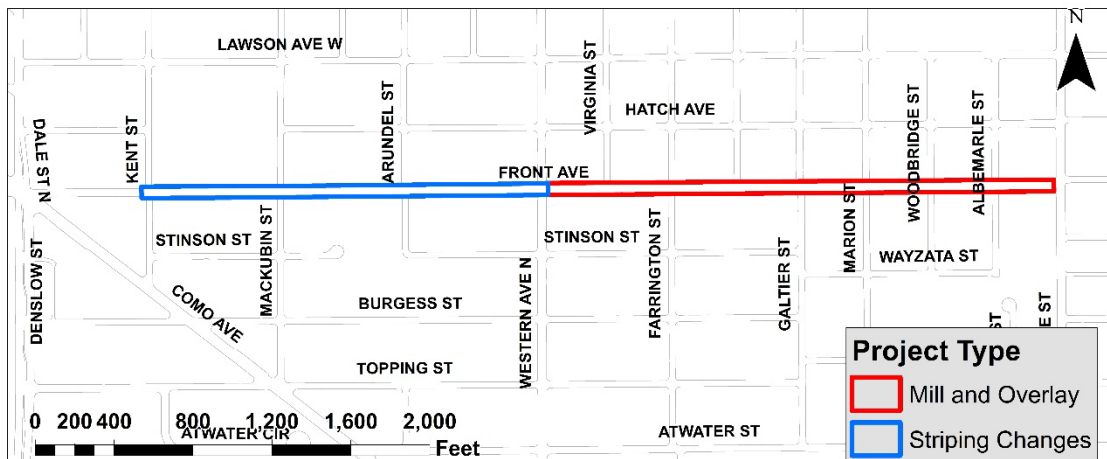 N
LAWSON AVE W
VIRGINIA ST
HATCH AVE
WOODBRIDGE ST
ALBEMARLE ST
ARUNDEL ST
KENT ST
DALE ST N
FRONT AVE
MARION ST
MACKUBIN ST
STINSON ST
STINSON ST
FARRINGTON ST
GALTIER ST
WAYZATA ST
DENSLOW ST
COMO AVE
BURGESS ST
WESTERN AVE N
ST
E ST
TOPPING ST
Project Type
Mill and Overlay
Striping Changes
0 200 400 800 1,200 1,600 2,000
Feet
ATWATER CIR
ATWATER ST